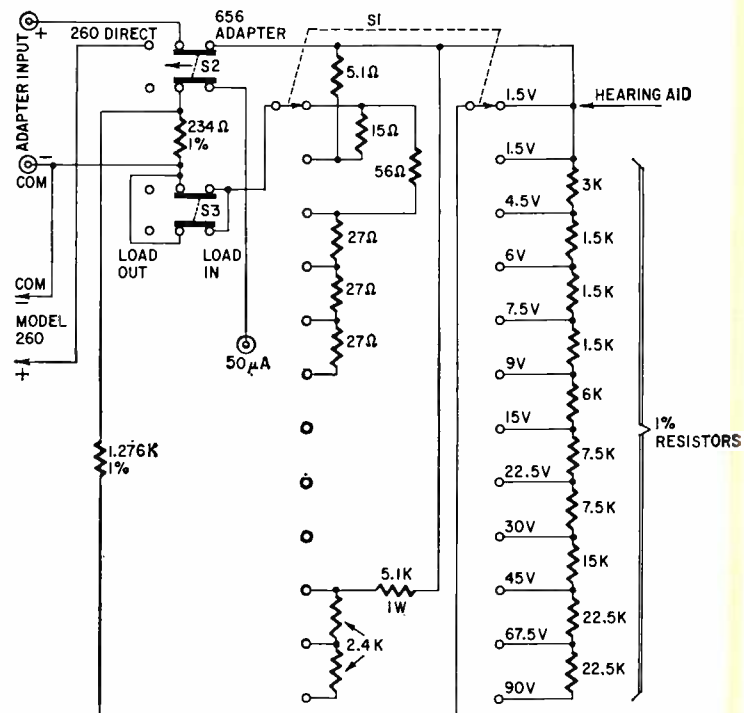 ADAPTER INPUT
+
−
COM
260 DIRECT
656
ADAPTER
S2
234Ω
1%
S3
LOAD
OUT
LOAD
IN
COM
−
MODEL
260
+
50μA
1.276K
1%
S1
5.1Ω
15Ω
56Ω
27Ω
27Ω
27Ω
5.1K
1W
2.4K
1.5V
HEARING AID
1.5V
3K
4.5V
1.5K
6V
1.5K
7.5V
1.5K
9V
6K
15V
7.5K
22.5V
7.5K
30V
15K
45V
22.5K
67.5V
22.5K
90V
1%
RESISTORS